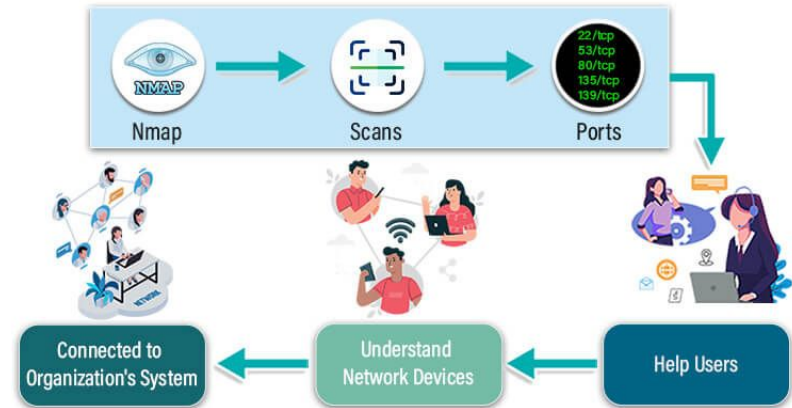 NMAP
22/tcp
53/tcp
80/tcp
135/tcp
139/tcp
Nmap
Scans
Ports
NETWORK
Connected to
Organization's System
Understand
Network Devices
Help Users